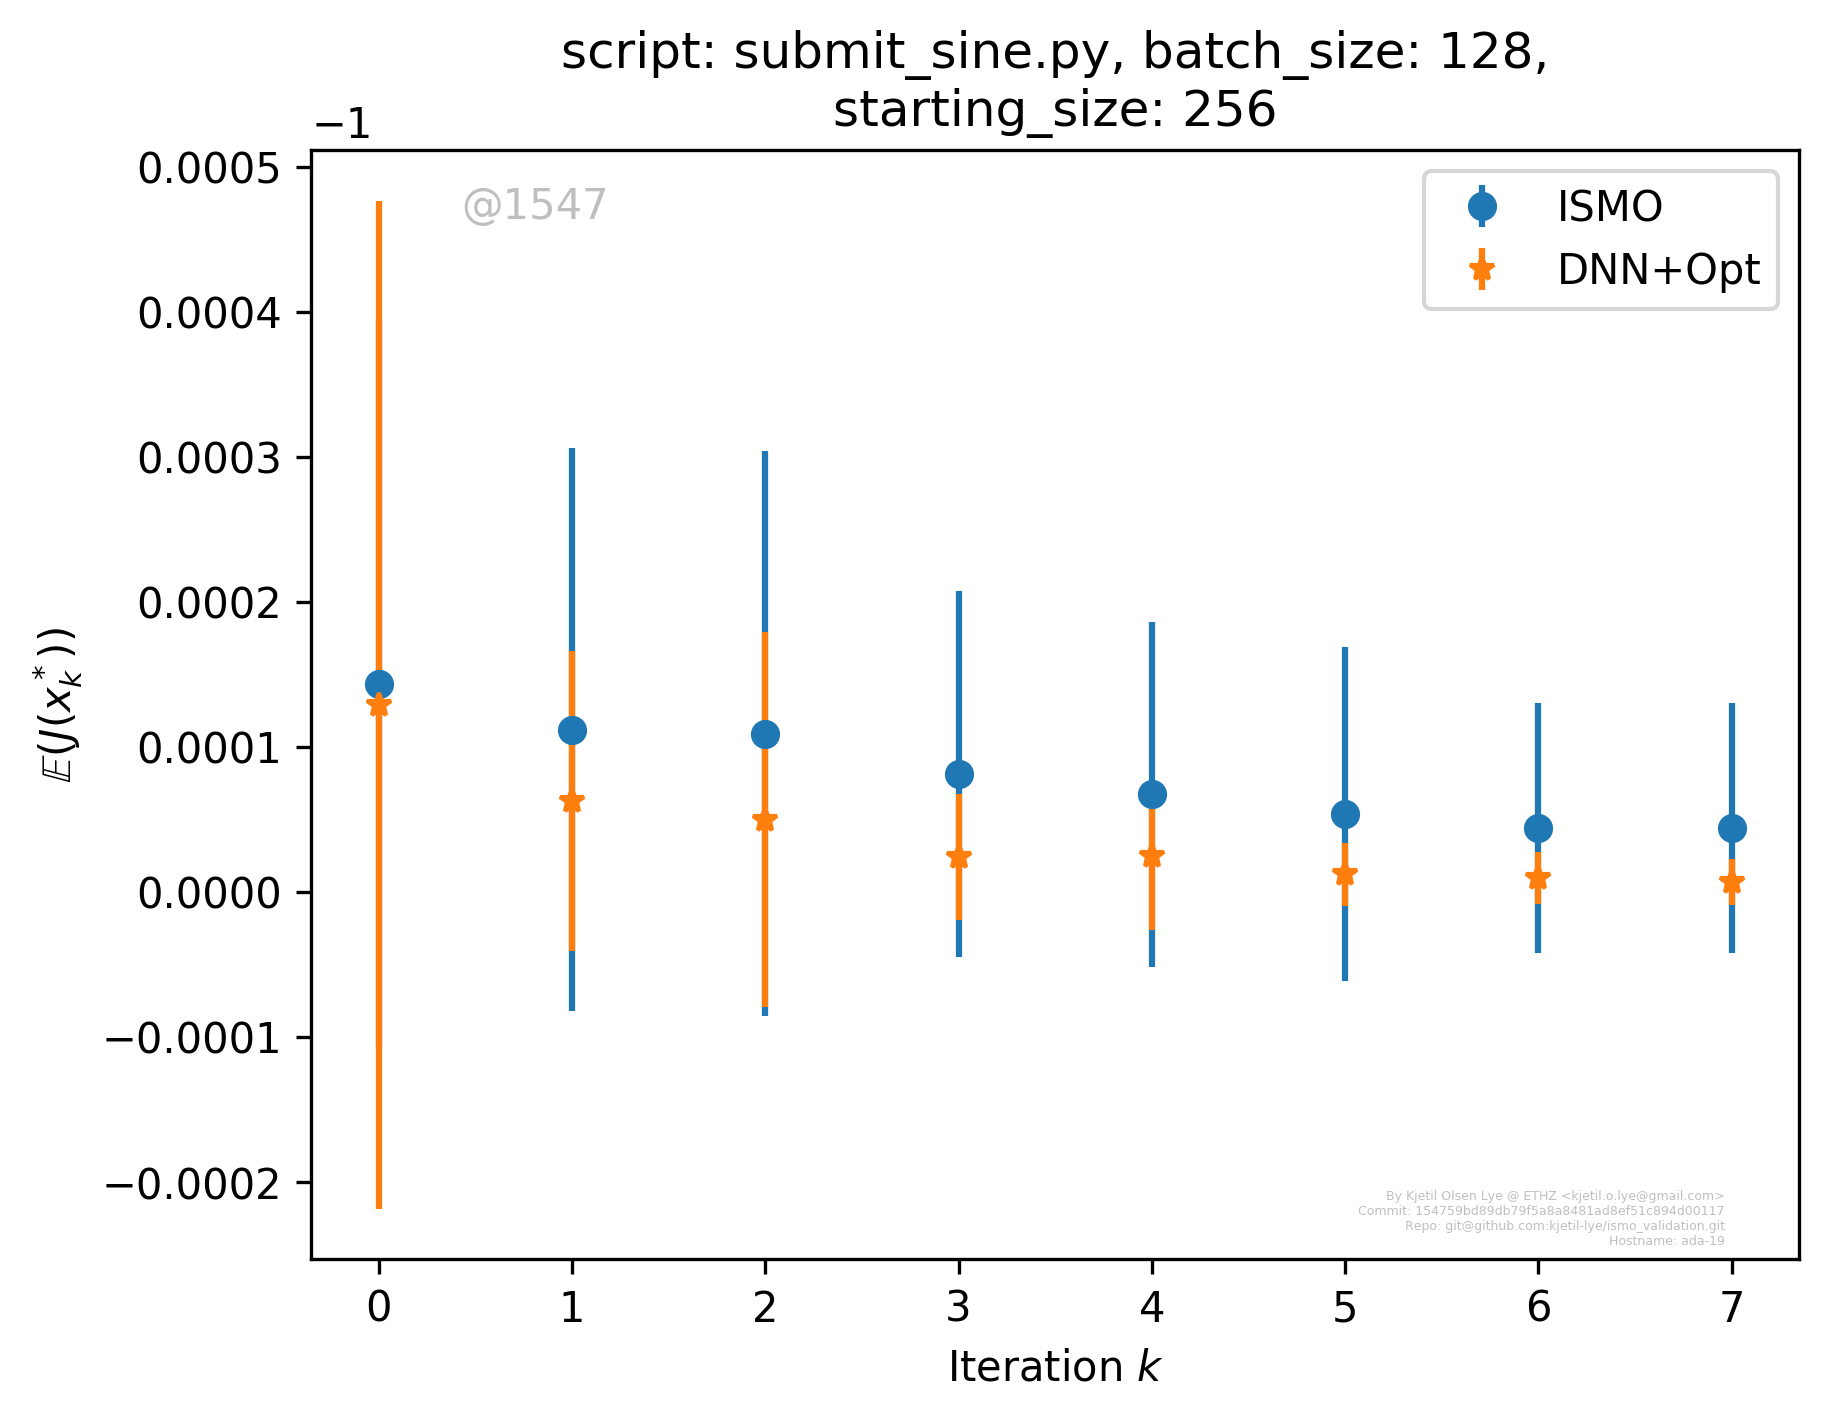 script: submit_sine.py, batch_size: 128,
starting_size: 256
−1
0.0005
0.0004
0.0003
0.0002
0.0001
0.0000
−0.0001
−0.0002
𝔼(J(x*k))
@1547
ISMO
DNN+Opt
By Kjetil Olsen Lye @ ETHZ <kjetil.o.lye@gmail.com>
Commit: 154759bd89db79f5a8a8481ad8ef51c894d00117
Repo: git@github.com:kjetil-lye/ismo_validation.git
Hostname: ada-19
0 1 2 3 4 5 6 7
Iteration k